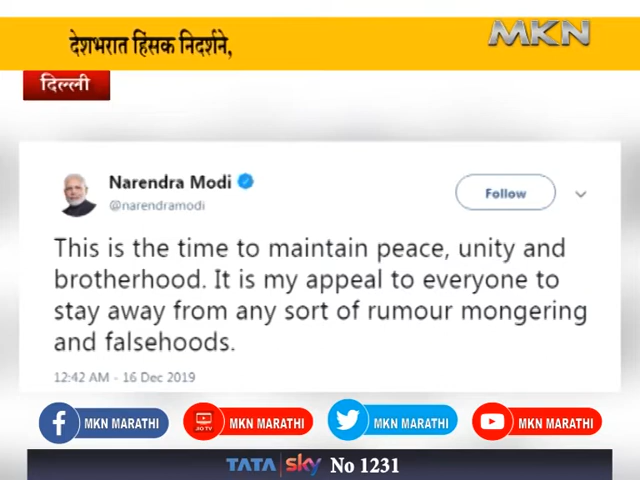 देशभरात हिंसक निदर्शने,
MKN
दिल्ली
Narendra Modi
@narendramodi
Follow
This is the time to maintain peace, unity and
brotherhood. It is my appeal to everyone to
stay away from any sort of rumour mongering
and falsehoods.
12:42 AM - 16 Dec 2019
MKN MARATHI
JIOTV
MKN MARATHI
MKN MARATHI
MKN MARATHI
TATA sky No 1231